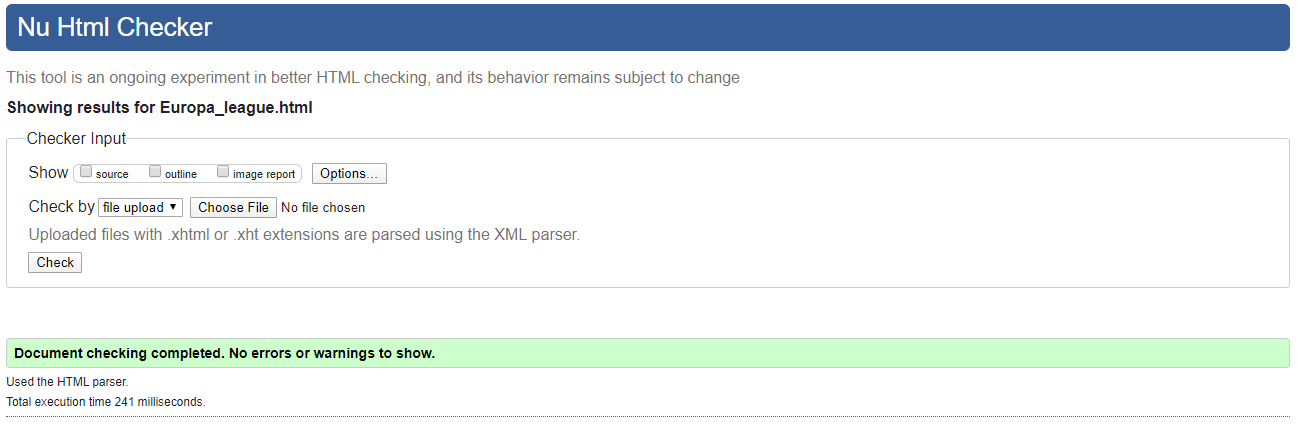 Nu Html Checker
This tool is an ongoing experiment in better HTML checking, and its behavior remains subject to change
Showing results for Europa_league.html
Checker Input
Show source outline image report Options...
Check by file upload Choose File No file chosen
Uploaded files with .xhtml or .xht extensions are parsed using the XML parser.
Check
Document checking completed. No errors or warnings to show.
Used the HTML parser.
Total execution time 241 milliseconds.